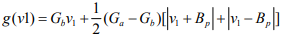 g(v1) = G_b v_1 + \frac{1}{2}(G_a − G_b)[|v_1 + B_p| + |v_1 − B_p|]